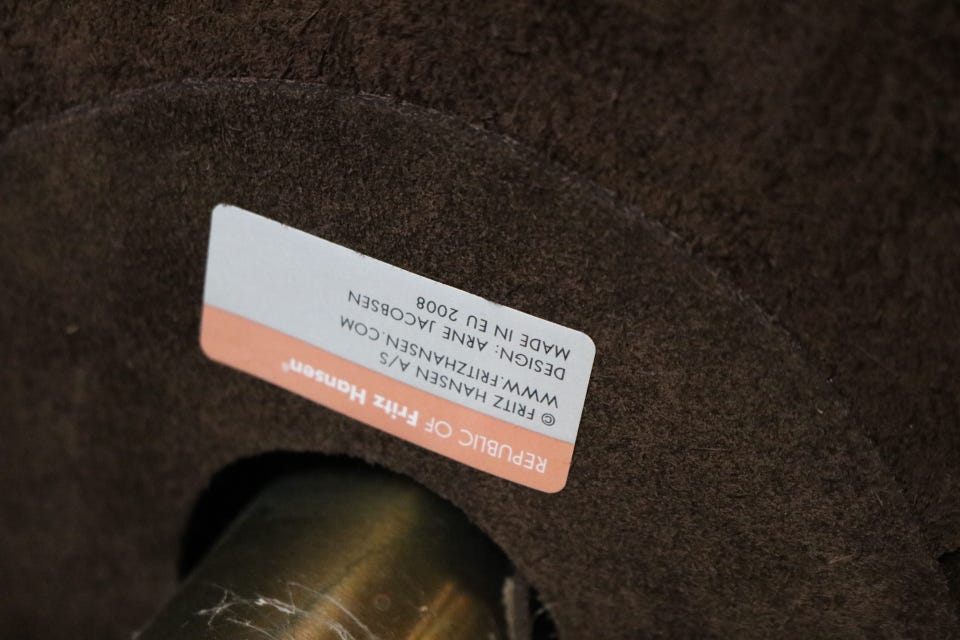 REPUBLIC OF Fritz Hansen®
© FRITZ HANSEN A/S
WWW.FRITZHANSEN.COM
DESIGN: ARNE JACOBSEN
MADE IN EU 2008